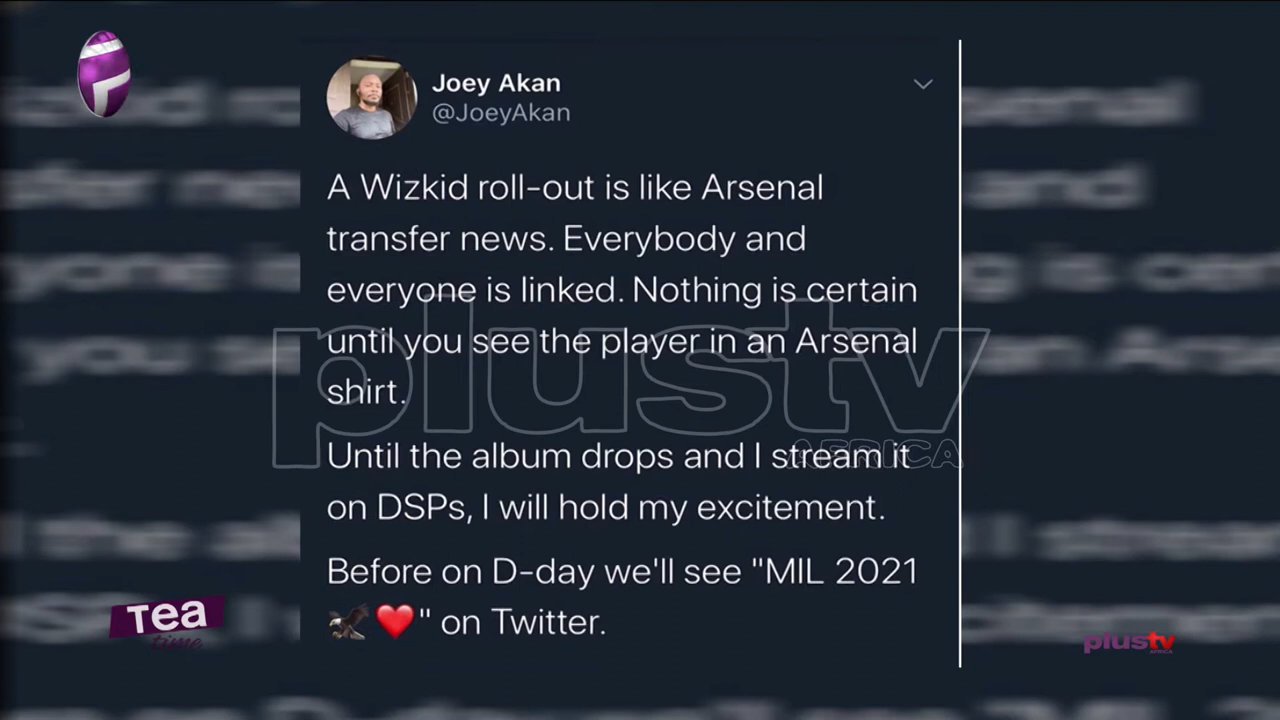 Joey Akan
@JoeyAkan
A Wizkid roll-out is like Arsenal
transfer news. Everybody and
everyone is linked. Nothing is certain
until you see the player in an Arsenal
shirt.
Until the album drops and I stream it
on DSPs, I will hold my excitement.
Before on D-day we'll see "MIL 2021
🦅❤️" on Twitter.
plustv
AFRICA
Tea
time
plustv
AFRICA